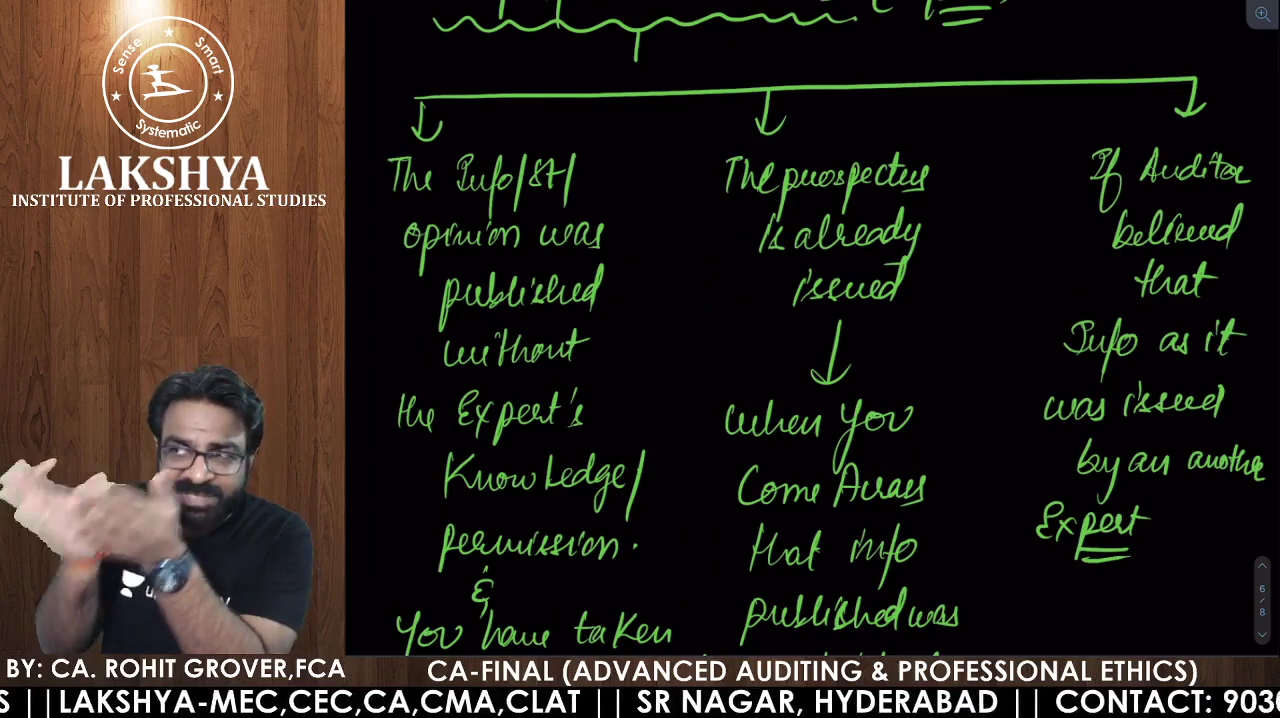 Sense
Smart
Systematic
LAKSHYA
INSTITUTE OF PROFESSIONAL STUDIES
The Info/St/
opinion was
published
without
the Expert's
Knowledge/
permission.
&
You have taken
The prospectus
is already
issued
When you
Come Across
that info
published was
If Auditor
believed
that
Info as it
was issued
by an another
Expert
6
/
8
BY: CA. ROHIT GROVER,FCA
CA-FINAL (ADVANCED AUDITING & PROFESSIONAL ETHICS)
S ||LAKSHYA-MEC,CEC,CA,CMA,CLAT || SR NAGAR, HYDERABAD || CONTACT: 903